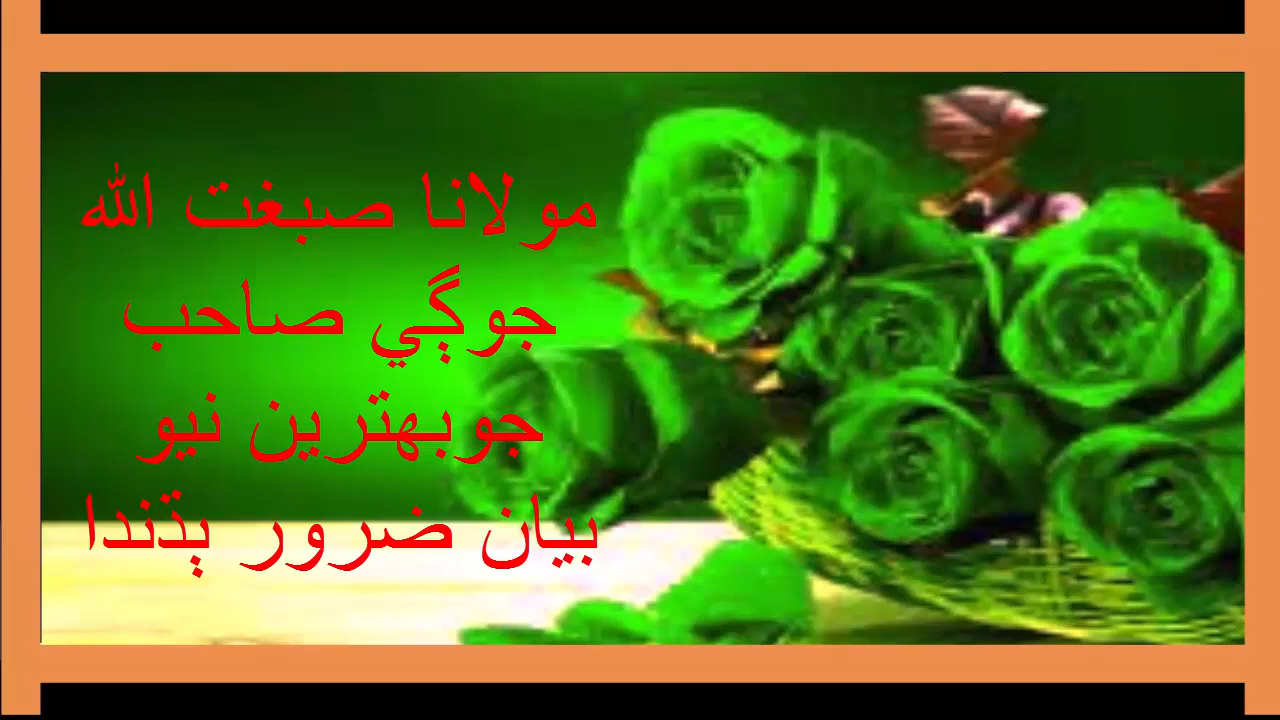 مولانا صبغت الله
جوڳي صاحب
جوبهترين نيو
بيان ضرور ٻڌندا